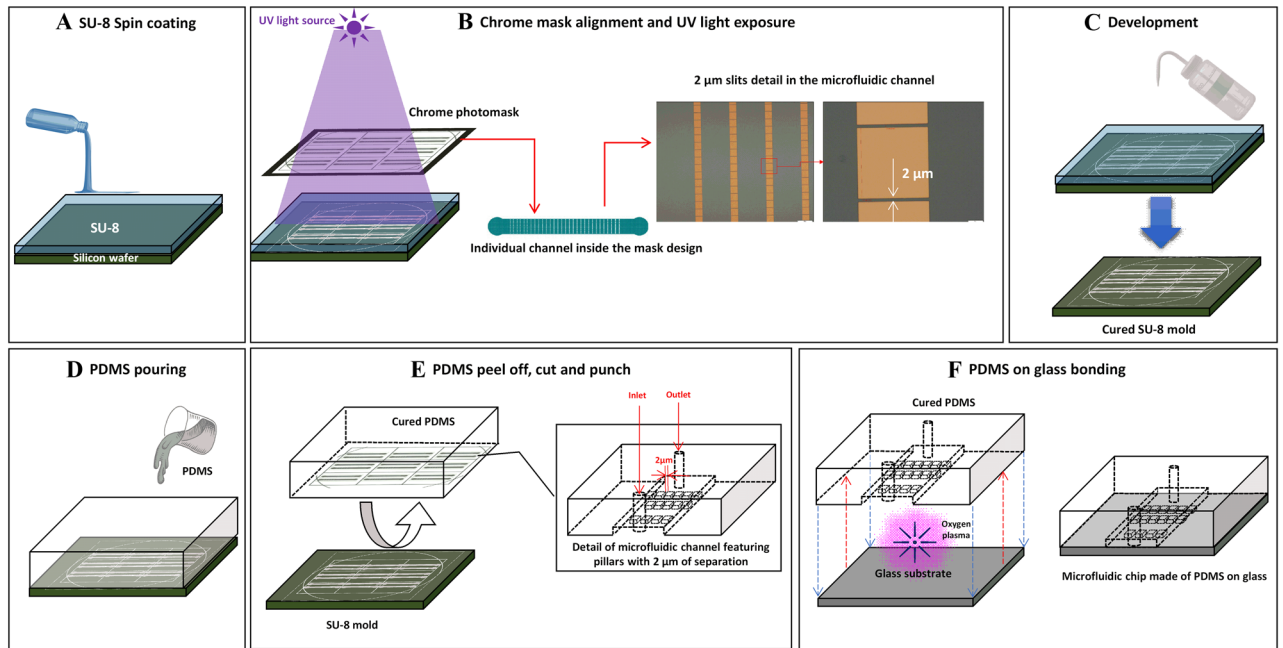 A SU-8 Spin coating
SU-8
Silicon wafer
B Chrome mask alignment and UV light exposure
UV light source
Chrome photomask
Individual channel inside the mask design
2 µm slits detail in the microfluidic channel
2 µm
C Development
Cured SU-8 mold
D PDMS pouring
PDMS
E PDMS peel off, cut and punch
Cured PDMS
SU-8 mold
Inlet
Outlet
2µm
Detail of microfluidic channel featuring
pillars with 2 µm of separation
F PDMS on glass bonding
Cured PDMS
Oxygen
plasma
Glass substrate
Microfluidic chip made of PDMS on glass